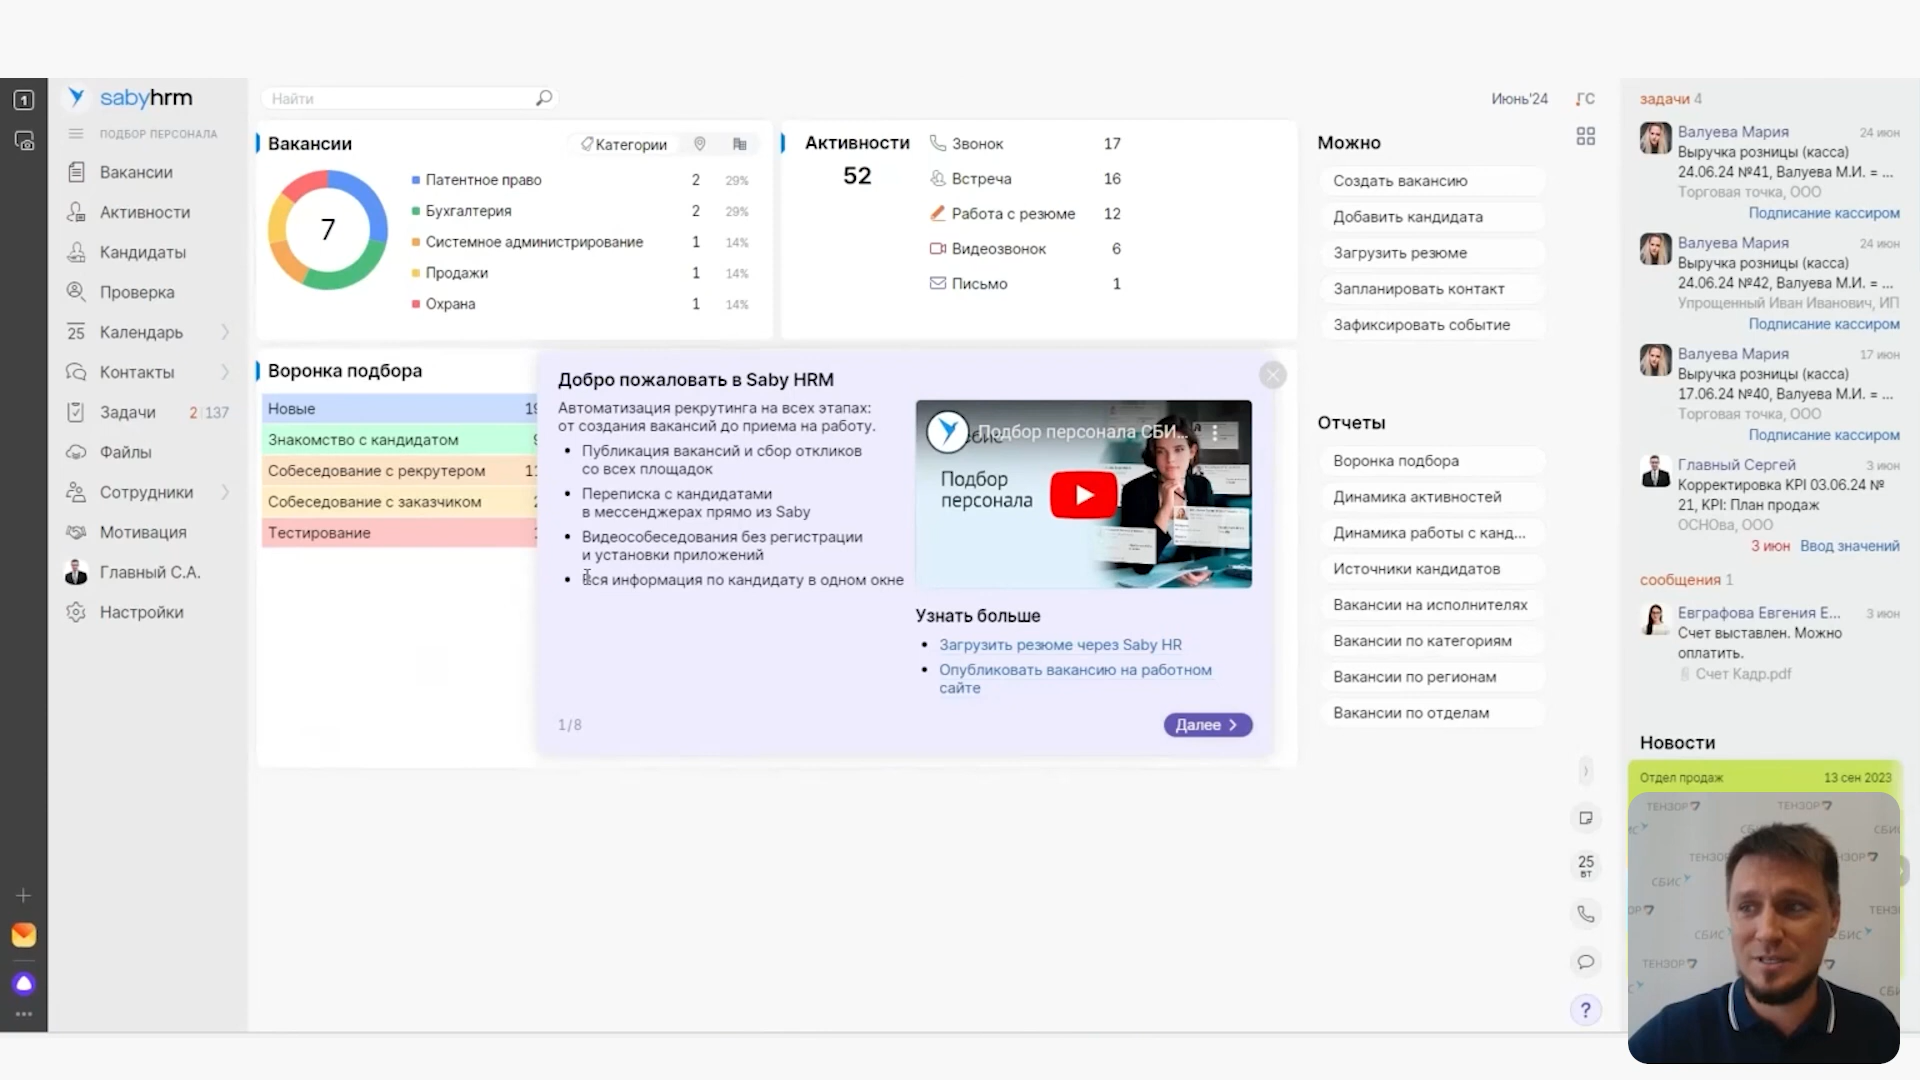 1
sabyhrm
ПОДБОР ПЕРСОНАЛА
Вакансии
Активности
Кандидаты
Проверка
25 Календарь
Контакты
Задачи 2 137
Файлы
Сотрудники
Мотивация
Главный С.А.
Настройки
Найти
Июнь'24
ГС
Вакансии
Категории
7
Патентное право 2 29%
Бухгалтерия 2 29%
Системное администрирование 1 14%
Продажи 1 14%
Охрана 1 14%
Активности
52
Звонок 17
Встреча 16
Работа с резюме 12
Видеозвонок 6
Письмо 1
Воронка подбора
Новые
Знакомство с кандидатом
Собеседование с рекрутером
Собеседование с заказчиком
Тестирование
Добро пожаловать в Saby HRM
Автоматизация рекрутинга на всех этапах:
от создания вакансий до приема на работу.
• Публикация вакансий и сбор откликов
со всех площадок
• Переписка с кандидатами
в мессенджерах прямо из Saby
• Видеособеседования без регистрации
и установки приложений
• Вся информация по кандидату в одном окне
Подбор персонала СБИ...
Подбор
персонала
Узнать больше
• Загрузить резюме через Saby HR
• Опубликовать вакансию на работном
сайте
1/8
Далее
Можно
Создать вакансию
Добавить кандидата
Загрузить резюме
Запланировать контакт
Зафиксировать событие
Отчеты
Воронка подбора
Динамика активностей
Динамика работы с канд...
Источники кандидатов
Вакансии на исполнителях
Вакансии по категориям
Вакансии по регионам
Вакансии по отделам
25
ВТ
?
задачи 4
Валуева Мария 24 июн
Выручка розницы (касса)
24.06.24 №41, Валуева М.И. = ...
Торговая точка, ООО
Подписание кассиром
Валуева Мария 24 июн
Выручка розницы (касса)
24.06.24 №42, Валуева М.И. = ...
Упрощенный Иван Иванович, ИП
Подписание кассиром
Валуева Мария 17 июн
Выручка розницы (касса)
17.06.24 №40, Валуева М.И. = ...
Торговая точка, ООО
Подписание кассиром
Главный Сергей 3 июн
Корректировка KPI 03.06.24 №
21, KPI: План продаж
ОСНОва, ООО
3 июн Ввод значений
сообщения 1
Евграфова Евгения Е... 3 июн
Счет выставлен. Можно
оплатить.
Счет Кадр.pdf
Новости
Отдел продаж 13 сен 2023
ТЕНЗОР ТЕНЗОР
СБИС
СБИС СБИС
ТЕНЗОР